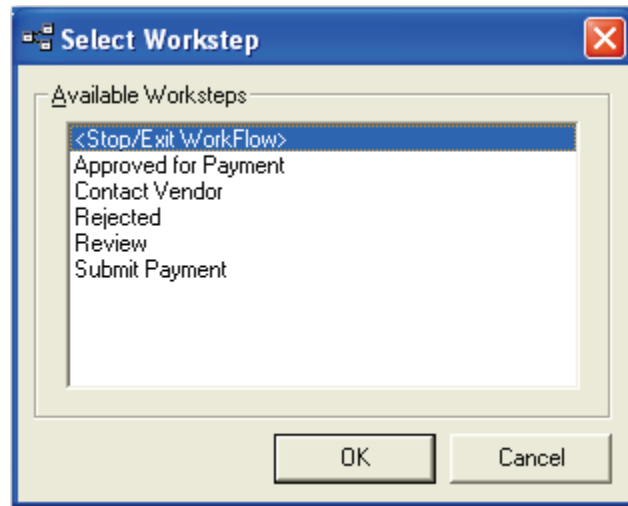 Select Workstep
Available Worksteps
<Stop/Exit WorkFlow>
Approved for Payment
Contact Vendor
Rejected
Review
Submit Payment
OK
Cancel